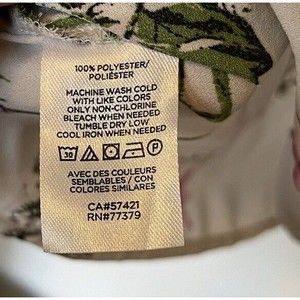 100% POLYESTER/
POLIÉSTER
MACHINE WASH COLD
WITH LIKE COLORS
ONLY NON-CHLORINE
BLEACH WHEN NEEDED
TUMBLE DRY LOW
COOL IRON WHEN NEEDED
30 P
AVEC DES COULEURS
SEMBLABLES / CON
COLORES SIMILARES
CA#57421
RN#77379